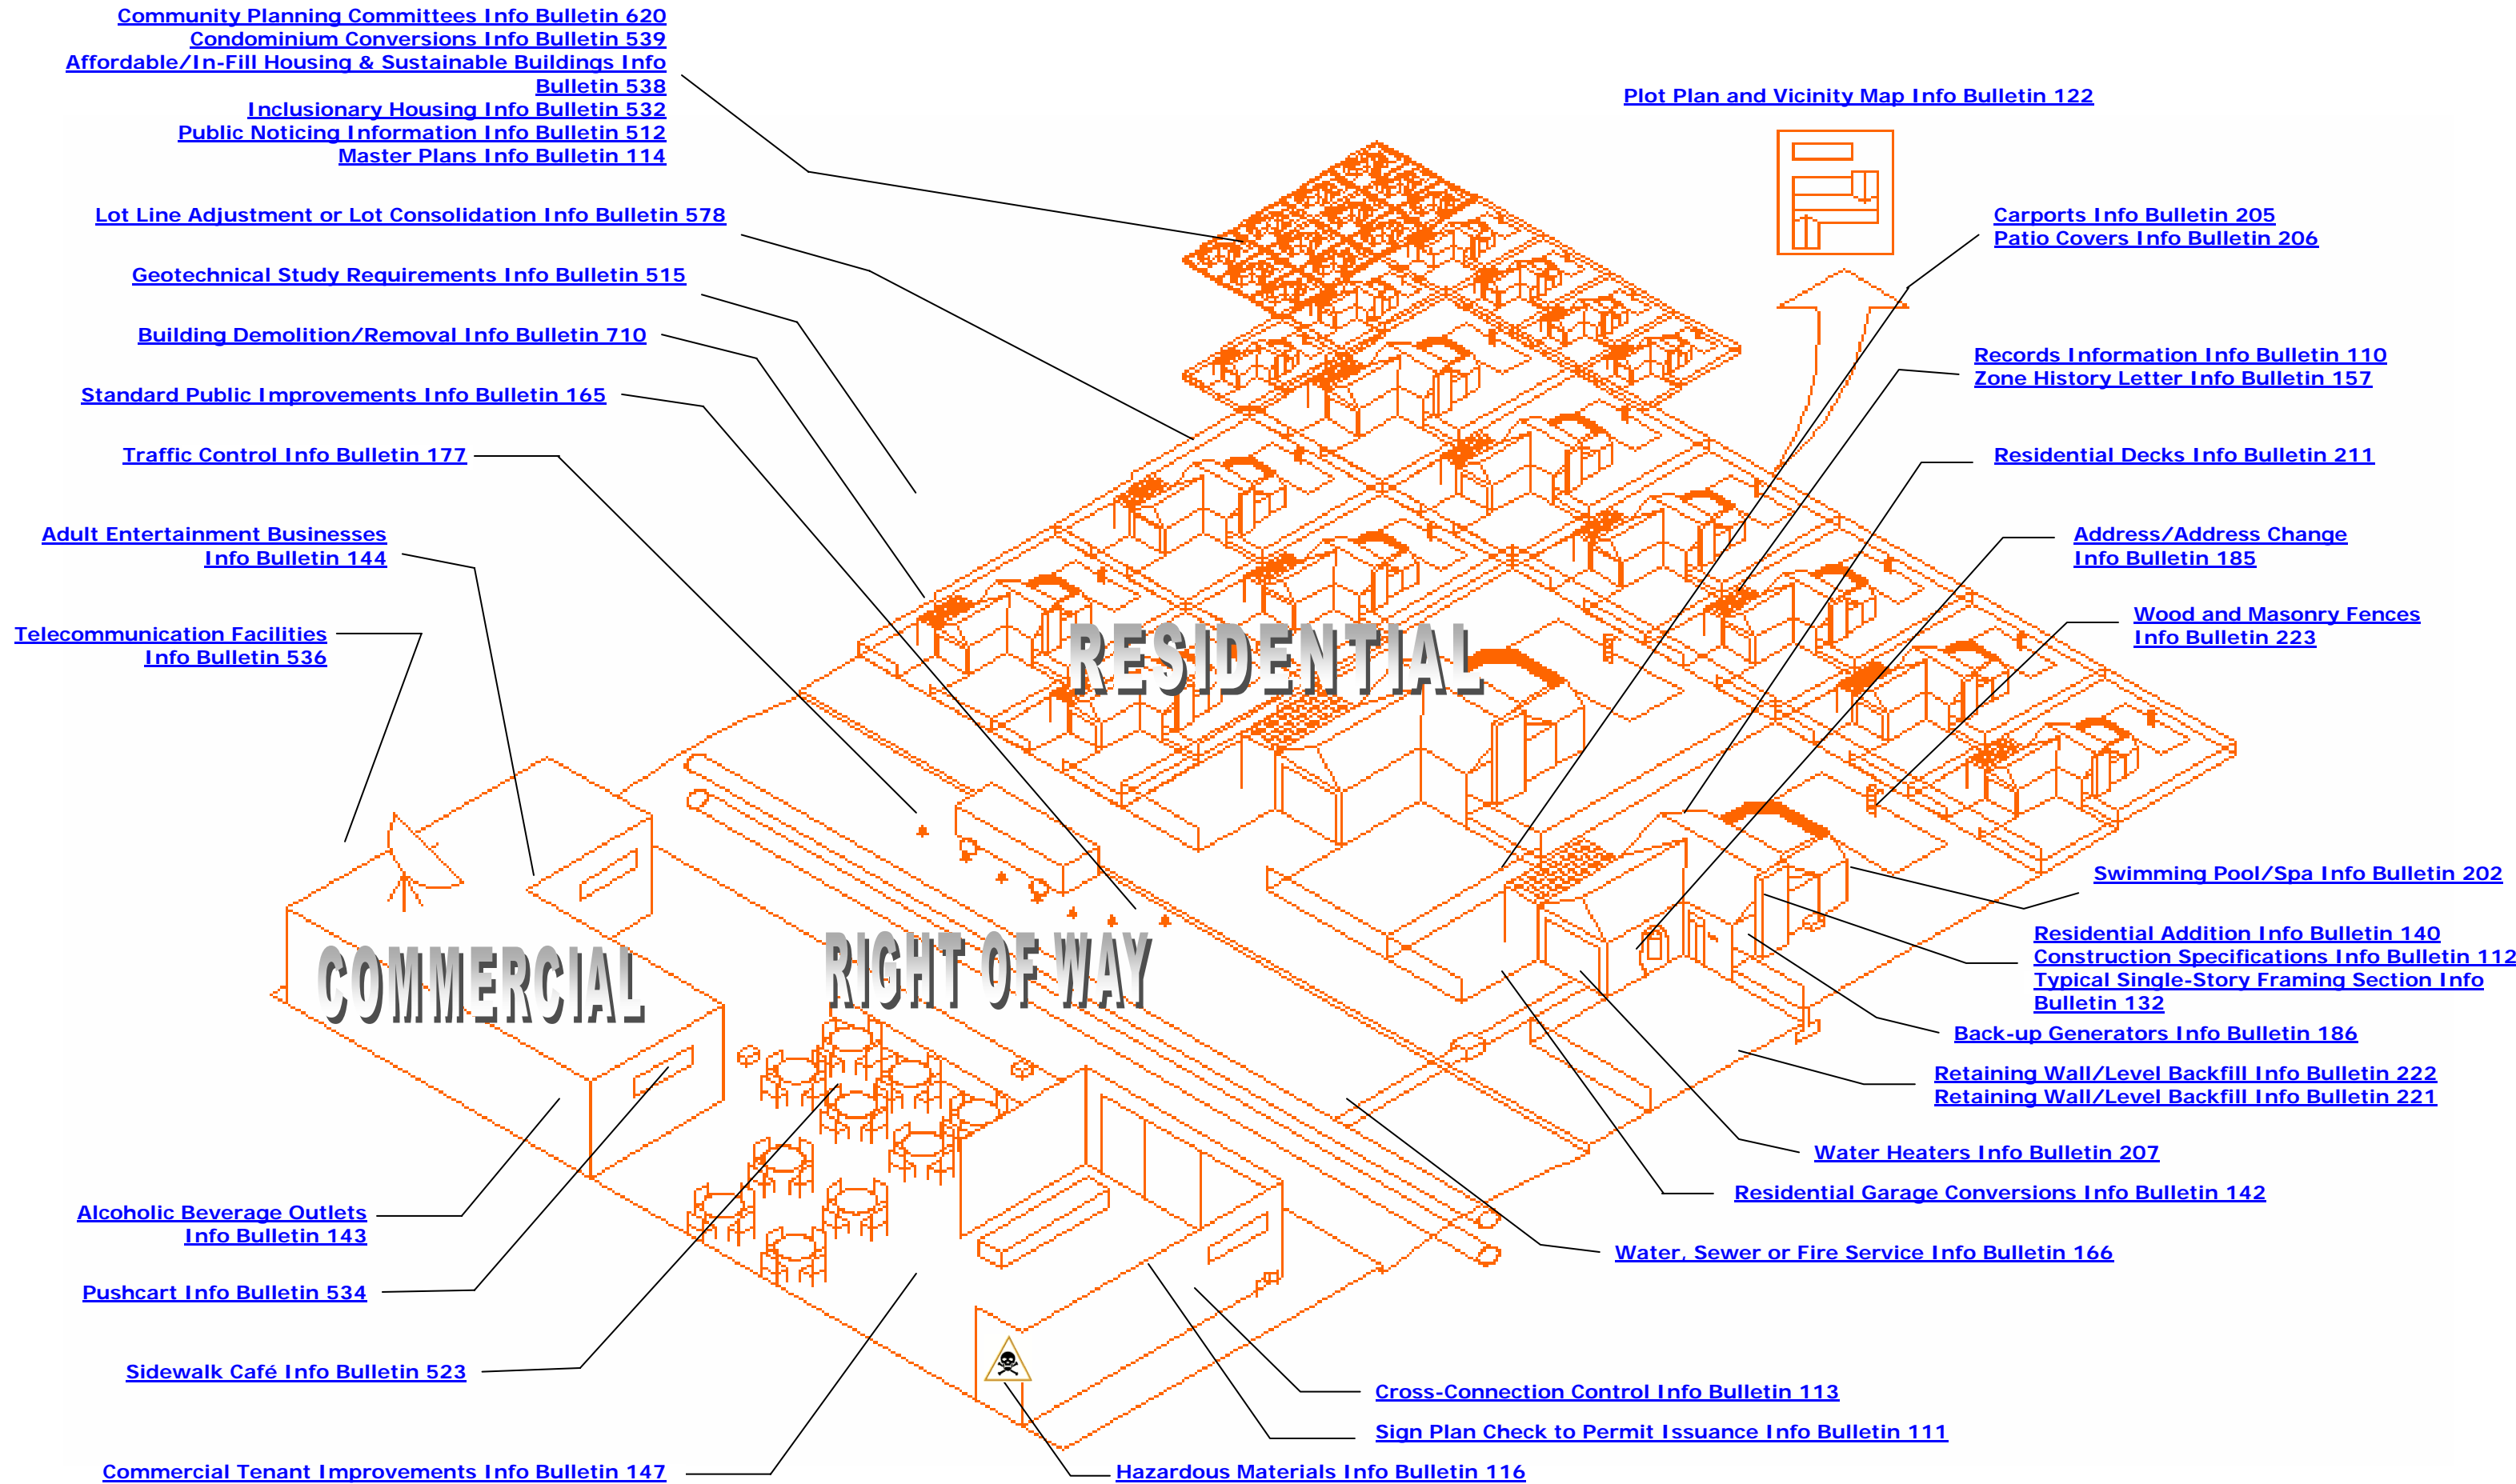 Community Planning Committees Info Bulletin 620
Condominium Conversions Info Bulletin 539
Affordable/In-Fill Housing & Sustainable Buildings Info
Bulletin 538
Inclusionary Housing Info Bulletin 532
Public Noticing Information Info Bulletin 512
Master Plans Info Bulletin 114
Lot Line Adjustment or Lot Consolidation Info Bulletin 578
Geotechnical Study Requirements Info Bulletin 515
Building Demolition/Removal Info Bulletin 710
Standard Public Improvements Info Bulletin 165
Traffic Control Info Bulletin 177
Adult Entertainment Businesses
Info Bulletin 144
Telecommunication Facilities
Info Bulletin 536
Plot Plan and Vicinity Map Info Bulletin 122
Carports Info Bulletin 205
Patio Covers Info Bulletin 206
Records Information Info Bulletin 110
Zone History Letter Info Bulletin 157
Residential Decks Info Bulletin 211
Address/Address Change
Info Bulletin 185
Wood and Masonry Fences
Info Bulletin 223
RESIDENTIAL
COMMERCIAL
RIGHT OF WAY
Swimming Pool/Spa Info Bulletin 202
Residential Addition Info Bulletin 140
Construction Specifications Info Bulletin 112
Typical Single-Story Framing Section Info
Bulletin 132
Back-up Generators Info Bulletin 186
Retaining Wall/Level Backfill Info Bulletin 222
Retaining Wall/Level Backfill Info Bulletin 221
Water Heaters Info Bulletin 207
Residential Garage Conversions Info Bulletin 142
Water, Sewer or Fire Service Info Bulletin 166
Alcoholic Beverage Outlets
Info Bulletin 143
Pushcart Info Bulletin 534
Sidewalk Café Info Bulletin 523
Commercial Tenant Improvements Info Bulletin 147
Cross-Connection Control Info Bulletin 113
Sign Plan Check to Permit Issuance Info Bulletin 111
Hazardous Materials Info Bulletin 116